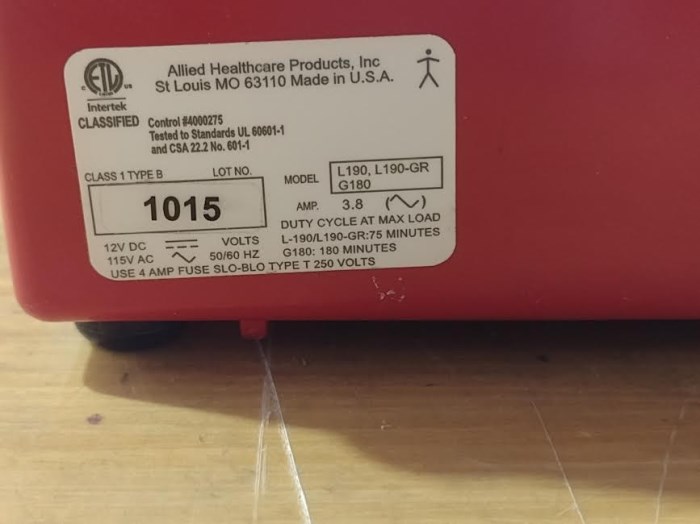 Allied Healthcare Products, Inc
St Louis MO 63110 Made in U.S.A.
ETL
C US
Intertek
CLASSIFIED
Control #4000275
Tested to Standards UL 60601-1
and CSA 22.2 No. 601-1
CLASS 1 TYPE B LOT NO.
1015
MODEL L190, L190-GR
G180
AMP. 3.8
DUTY CYCLE AT MAX LOAD
L-190/L190-GR:75 MINUTES
G180: 180 MINUTES
12V DC VOLTS
115V AC 50/60 HZ
USE 4 AMP FUSE SLO-BLO TYPE T 250 VOLTS